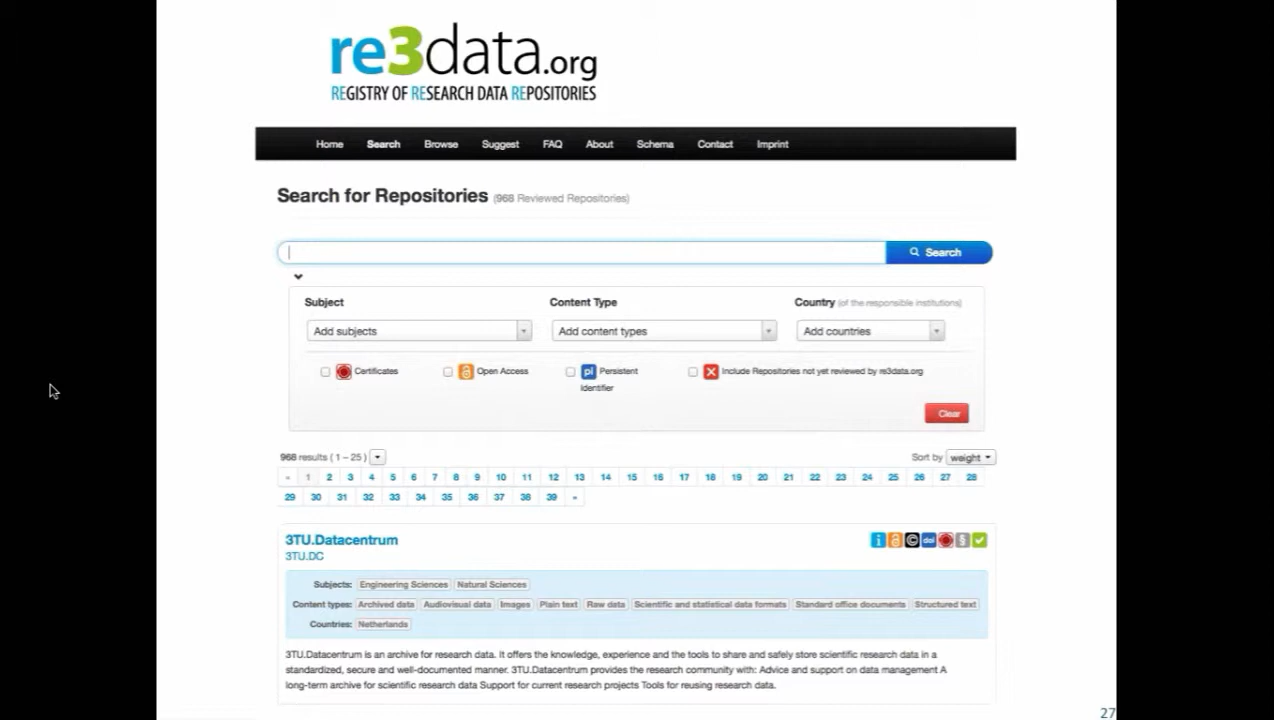 re3data.org
REGISTRY OF RESEARCH DATA REPOSITORIES
Home Search Browse Suggest FAQ About Schema Contact Imprint
Search for Repositories (968 Reviewed Repositories)
Search
Subject Content Type Country (of the responsible institutions)
Add subjects Add content types Add countries
Certificates Open Access pi Persistent Identifier Include Repositories not yet reviewed by re3data.org
Clear
968 results ( 1 – 25 ) Sort by weight
« 1 2 3 4 5 6 7 8 9 10 11 12 13 14 15 16 17 18 19 20 21 22 23 24 25 26 27 28
29 30 31 32 33 34 35 36 37 38 39 »
3TU.Datacentrum i © doi §
3TU.DC
Subjects: Engineering Sciences Natural Sciences
Content types: Archived data Audiovisual data Images Plain text Raw data Scientific and statistical data formats Standard office documents Structured text
Countries: Netherlands
3TU.Datacentrum is an archive for research data. It offers the knowledge, experience and the tools to share and safely store scientific research data in a
standardized, secure and well-documented manner. 3TU.Datacentrum provides the research community with: Advice and support on data management A
long-term archive for scientific research data Support for current research projects Tools for reusing research data.
27